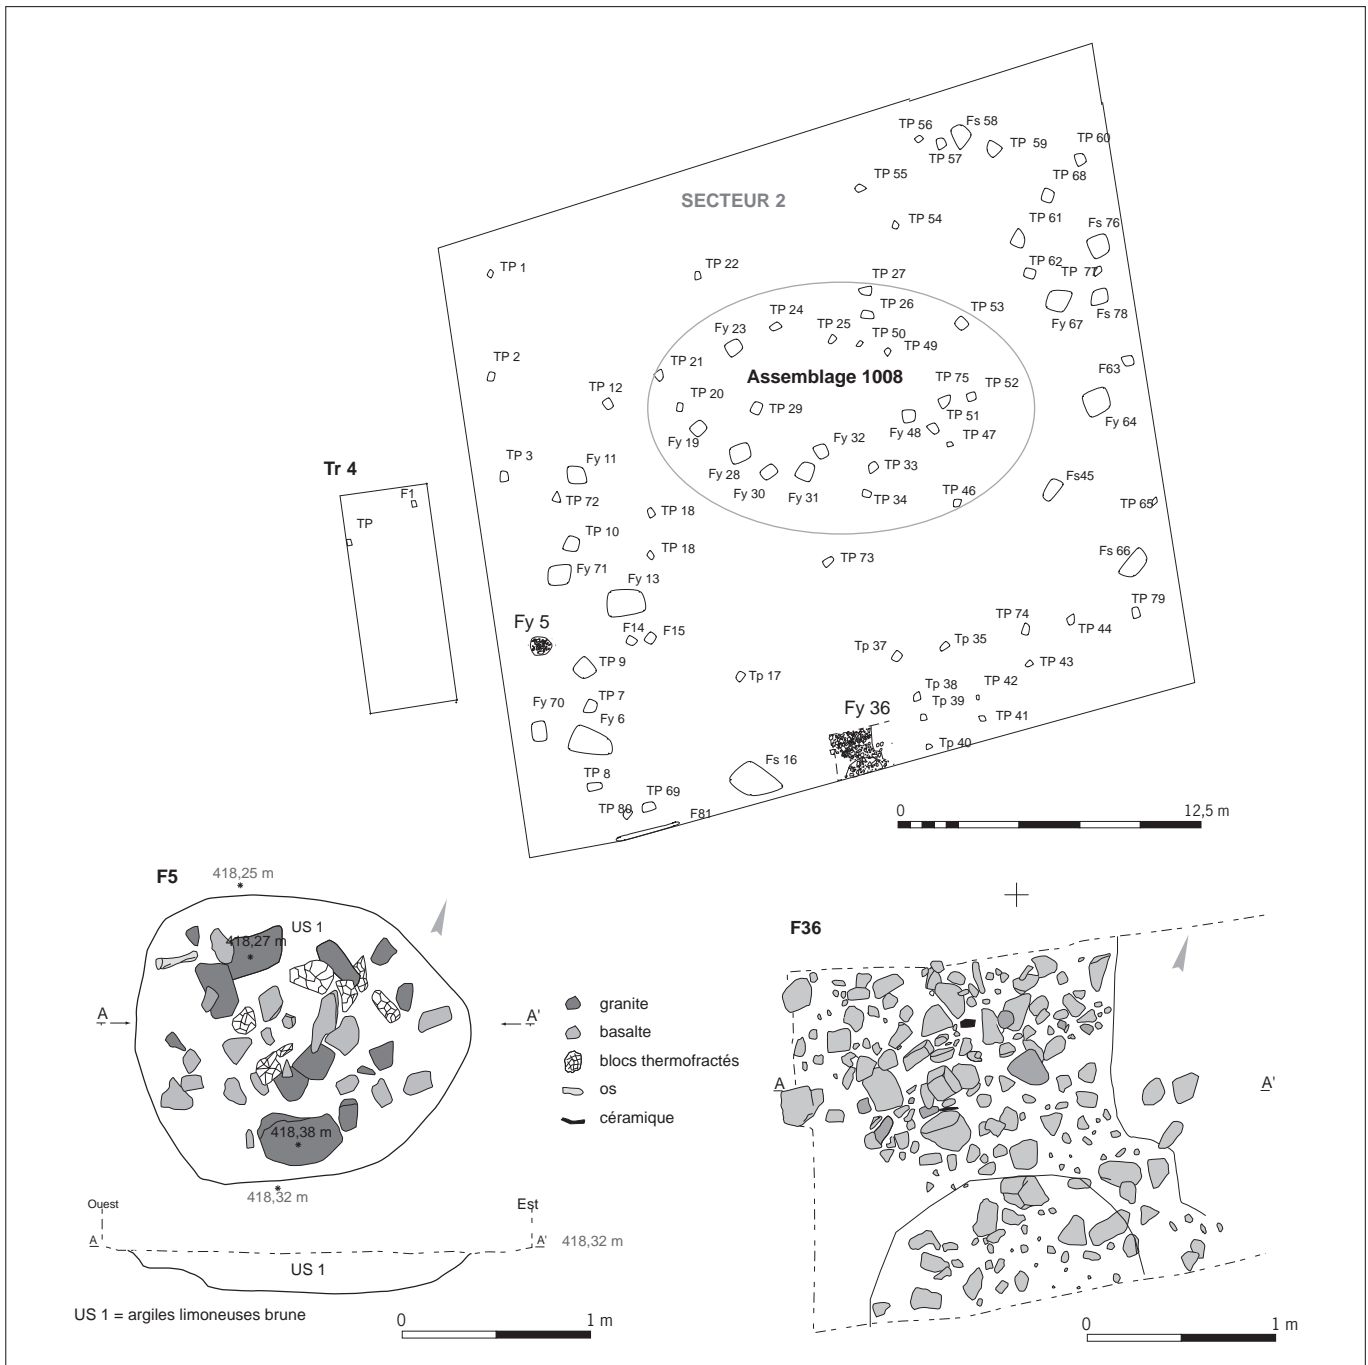 SECTEUR 2
TP 56
Fs 58
TP 57
TP 59
TP 60
TP 55
TP 68
TP 54
TP 61
Fs 76
TP 1
TP 22
TP 27
TP 62
TP 77
TP 24
TP 26
TP 53
Fs 78
Fy 23
TP 25
TP 50
Fy 67
TP 49
TP 2
TP 21
Assemblage 1008
F63
TP 12
TP 20
TP 29
TP 75
TP 52
TP 51
Fy 64
Fy 19
Fy 32
Fy 48
TP 47
TP 3
Fy 11
Fy 28
TP 33
Fs45
Tr 4
Fy 30
Fy 31
TP 34
TP 46
F1
TP 72
TP 65
TP
TP 18
TP 10
TP 18
TP 73
Fs 66
Fy 71
Fy 13
TP 79
Fy 5
F14
F15
TP 74
TP 44
Tp 37
Tp 35
TP 9
Tp 17
TP 43
Fy 70
TP 7
Tp 38
TP 42
Fy 6
Fy 36
Tp 39
TP 41
Fs 16
Tp 40
TP 8
TP 80
TP 69
F81
0
12,5 m
F5
418,25 m
US 1
418,27 m
A
A'
418,38 m
418,32 m
Ouest
Est
A
A'
418,32 m
US 1
US 1 = argiles limoneuses brune
0
1 m
granite
basalte
blocs thermofractés
os
céramique
F36
A
A'
0
1 m